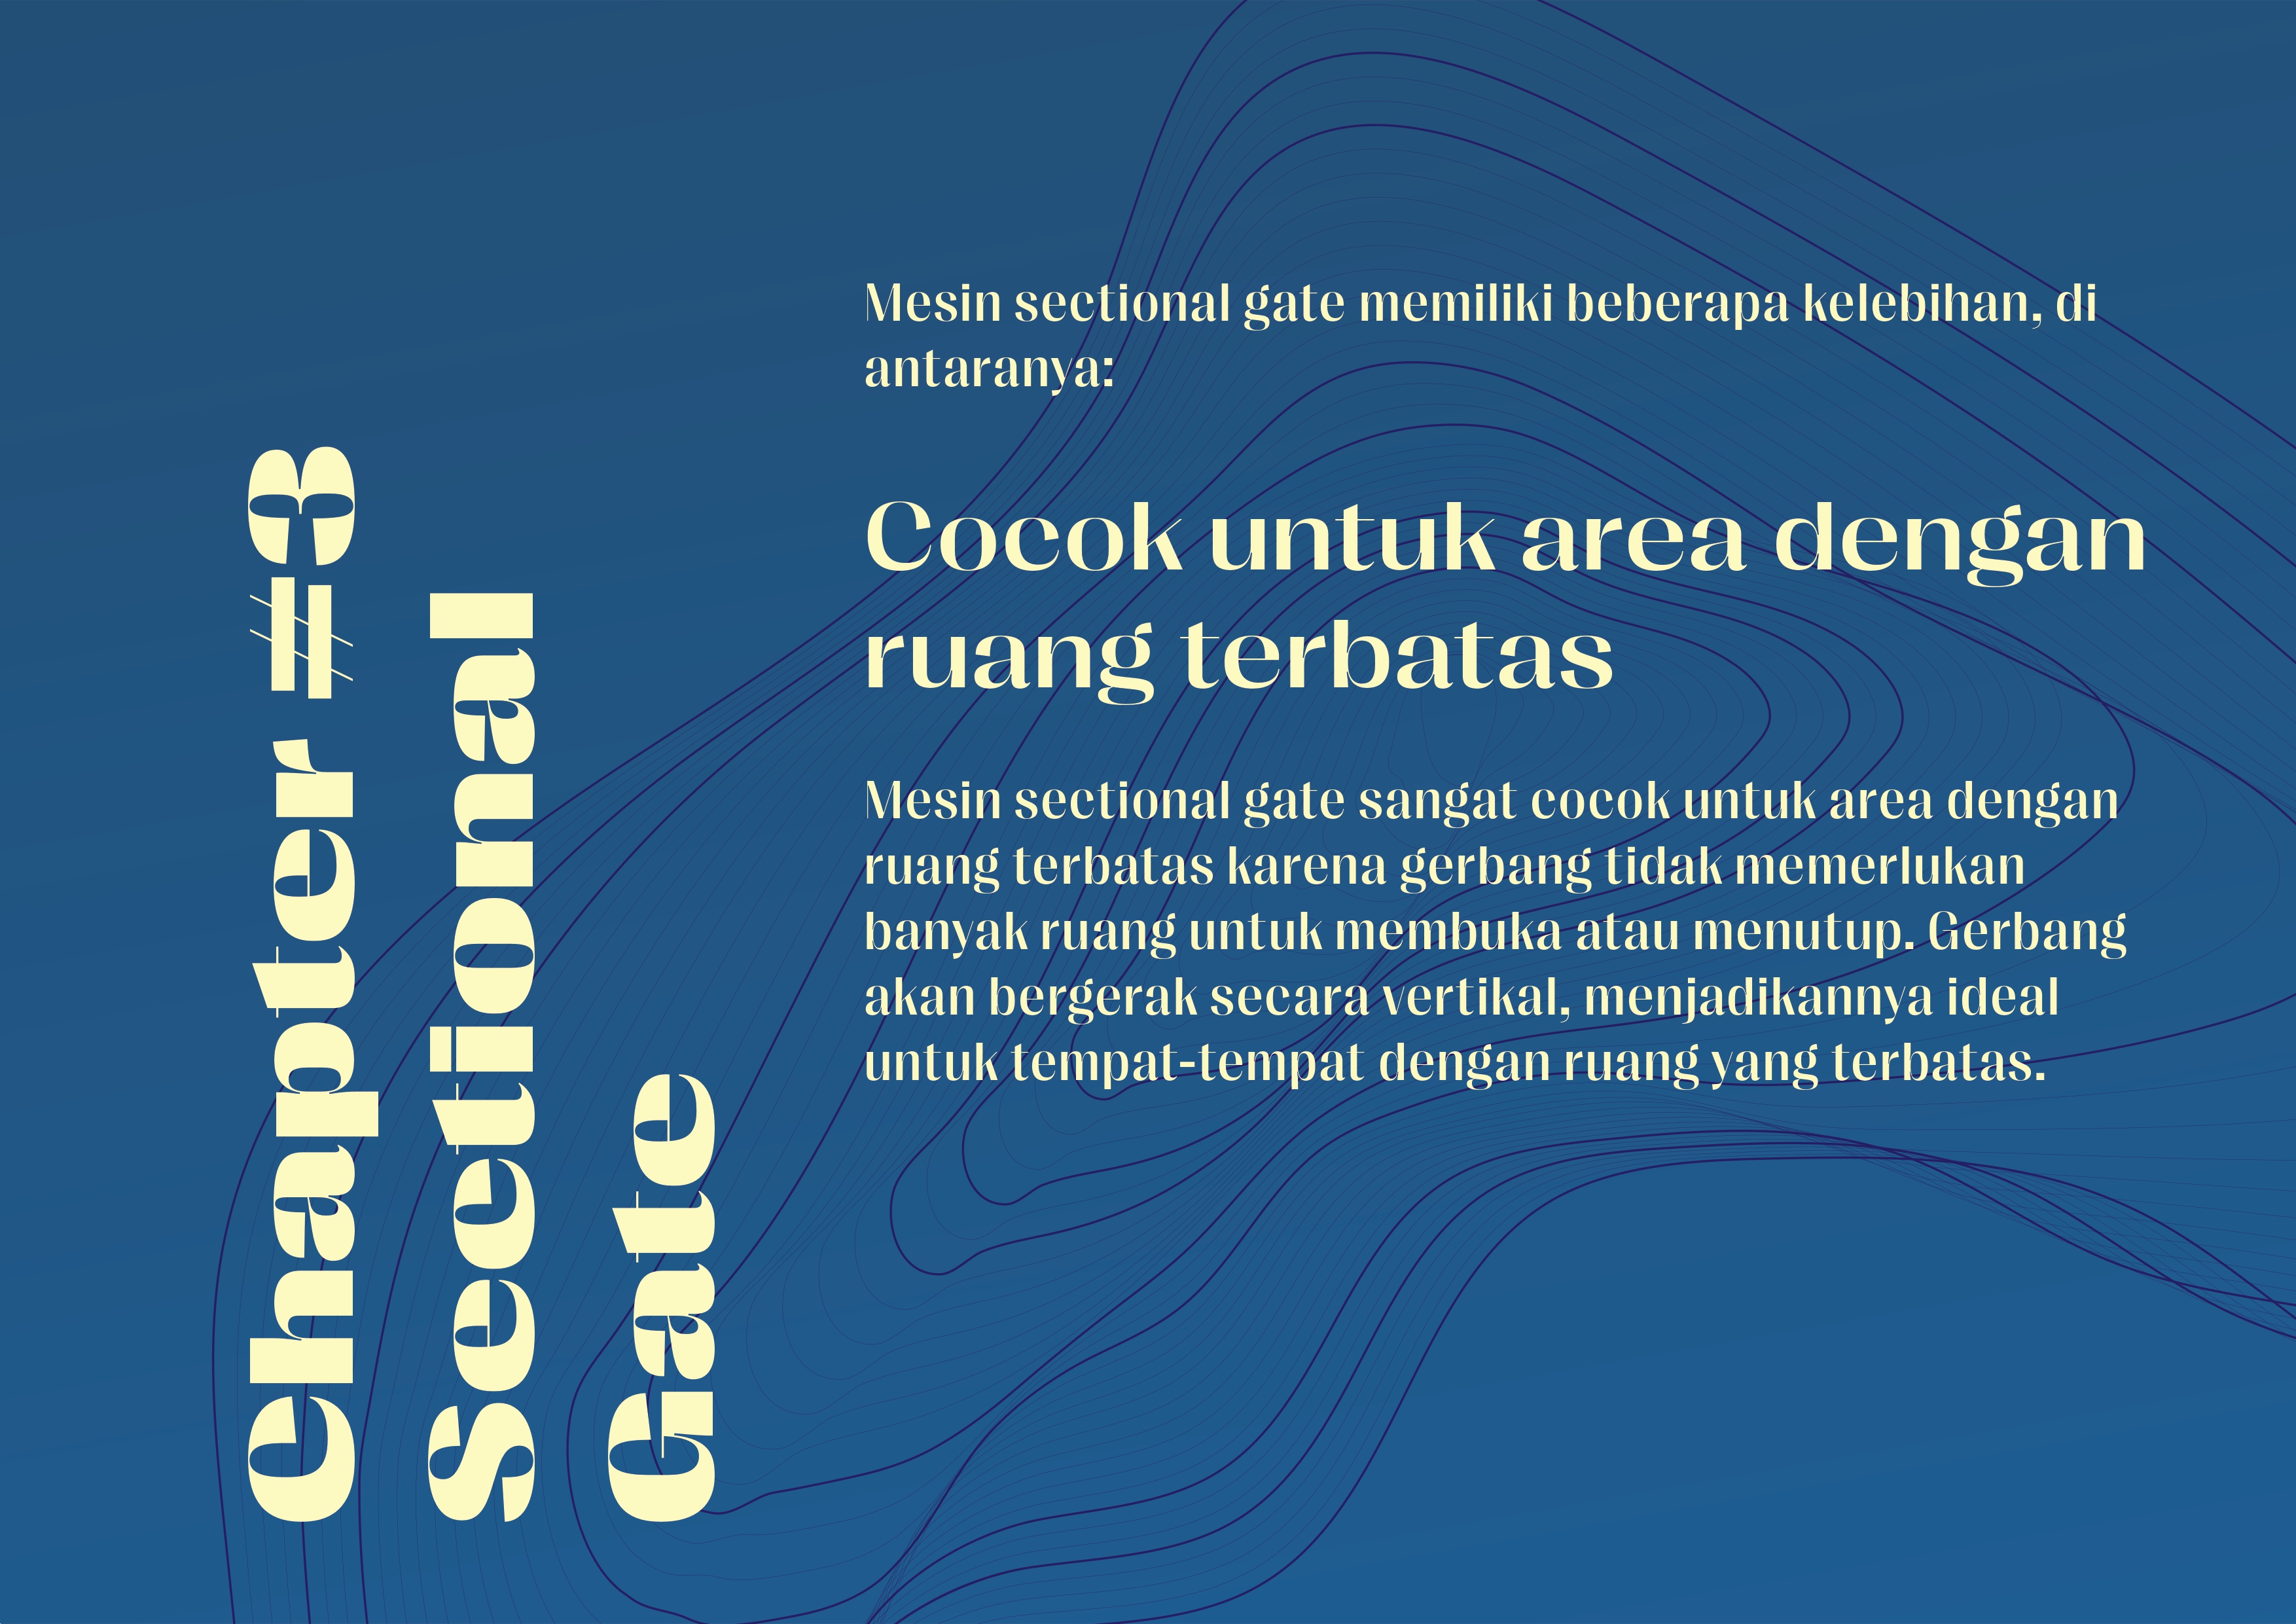 Chapter #3
Sectional
Gate
Mesin sectional gate memiliki beberapa kelebihan, di
antaranya:
Cocok untuk area dengan
ruang terbatas
Mesin sectional gate sangat cocok untuk area dengan
ruang terbatas karena gerbang tidak memerlukan
banyak ruang untuk membuka atau menutup. Gerbang
akan bergerak secara vertikal, menjadikannya ideal
untuk tempat-tempat dengan ruang yang terbatas.